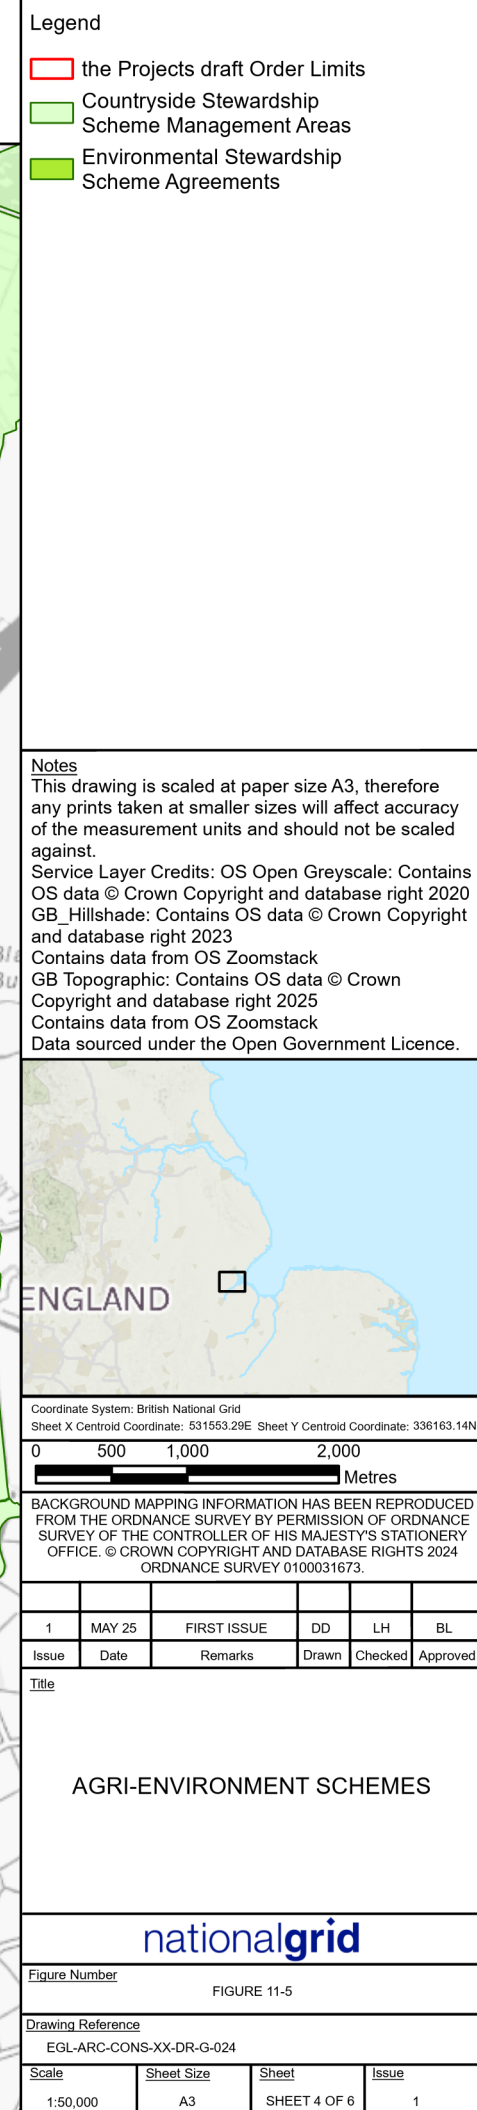 Legend
the Projects draft Order Limits
Countryside Stewardship
Scheme Management Areas
Environmental Stewardship
Scheme Agreements
Notes
This drawing is scaled at paper size A3, therefore
any prints taken at smaller sizes will affect accuracy
of the measurement units and should not be scaled
against.
Service Layer Credits: OS Open Greyscale: Contains
OS data © Crown Copyright and database right 2020
GB_Hillshade: Contains OS data © Crown Copyright
and database right 2023
Contains data from OS Zoomstack
GB Topographic: Contains OS data © Crown
Copyright and database right 2025
Contains data from OS Zoomstack
Data sourced under the Open Government Licence.
ENGLAND
Coordinate System: British National Grid
Sheet X Centroid Coordinate: 531553.29E Sheet Y Centroid Coordinate: 336163.14N
0 500 1,000 2,000
Metres
BACKGROUND MAPPING INFORMATION HAS BEEN REPRODUCED
FROM THE ORDNANCE SURVEY BY PERMISSION OF ORDNANCE
SURVEY OF THE CONTROLLER OF HIS MAJESTY'S STATIONERY
OFFICE. © CROWN COPYRIGHT AND DATABASE RIGHTS 2024
ORDNANCE SURVEY 0100031673.
1 MAY 25 FIRST ISSUE DD LH BL
Issue Date Remarks Drawn Checked Approved
Title
AGRI-ENVIRONMENT SCHEMES
nationalgrid
Figure Number
FIGURE 11-5
Drawing Reference
EGL-ARC-CONS-XX-DR-G-024
Scale Sheet Size Sheet Issue
1:50,000 A3 SHEET 4 OF 6 1